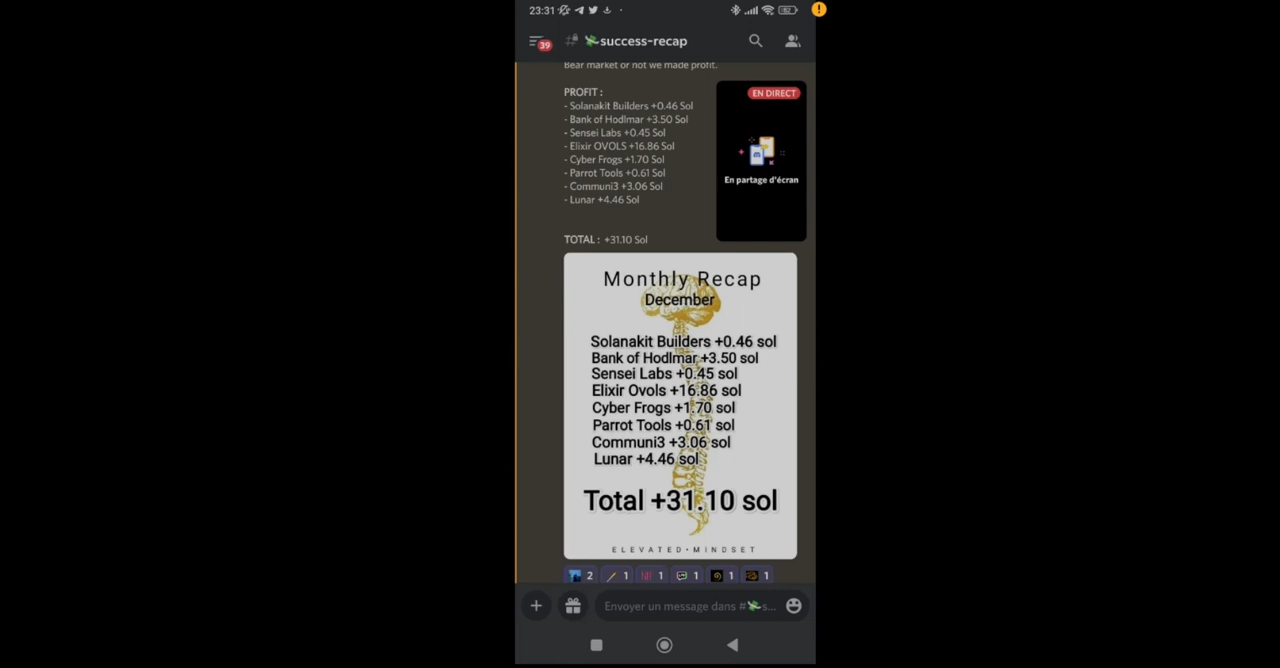 23:31
39
#success-recap
Bear market or not we made profit.
PROFIT :
- Solanakit Builders +0.46 Sol
- Bank of Hodlmar +3.50 Sol
- Sensei Labs +0.45 Sol
- Elixir OVOLS +16.86 Sol
- Cyber Frogs +1.70 Sol
- Parrot Tools +0.61 Sol
- Communi3 +3.06 Sol
- Lunar +4.46 Sol
TOTAL : +31.10 Sol
EN DIRECT
En partage d'écran
Monthly Recap
December
Solanakit Builders +0.46 sol
Bank of Hodlmar +3.50 sol
Sensei Labs +0.45 sol
Elixir Ovols +16.86 sol
Cyber Frogs +1.70 sol
Parrot Tools +0.61 sol
Communi3 +3.06 sol
Lunar +4.46 sol
Total +31.10 sol
ELEVATED•MINDSET
2 1 1 1 1 1
Envoyer un message dans #s...